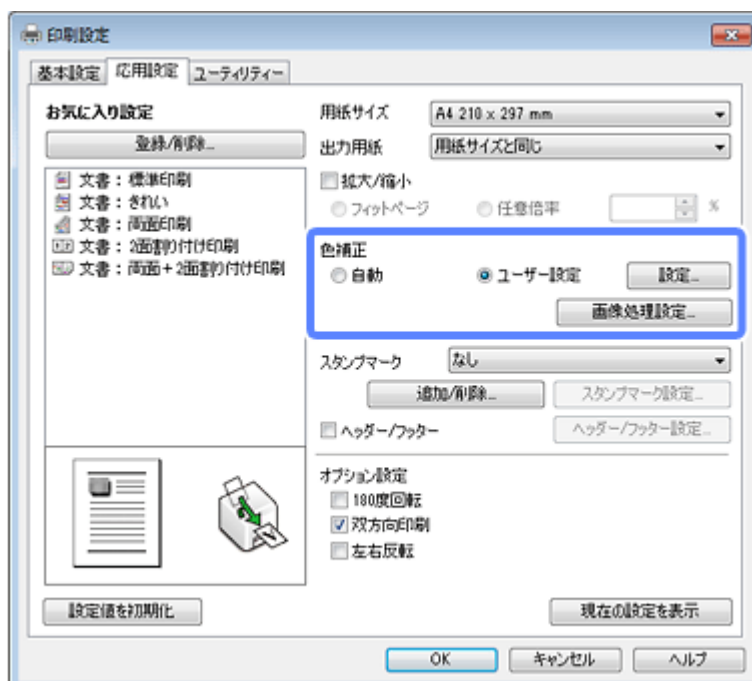 印刷設定
基本設定 応用設定 ユーティリティー
お気に入り設定
登録/削除...
文書：標準印刷
文書：きれい
文書：両面印刷
文書：2面割り付け印刷
文書：両面＋2面割り付け印刷
設定値を初期化
用紙サイズ A4 210 x 297 mm
出力用紙 用紙サイズと同じ
拡大/縮小
フィットページ 任意倍率 %
色補正
自動 ユーザー設定 設定...
画像処理設定...
スタンプマーク なし
追加/削除... スタンプマーク設定...
ヘッダー/フッター ヘッダー/フッター設定...
オプション設定
180度回転
双方向印刷
左右反転
現在の設定を表示
OK キャンセル ヘルプ